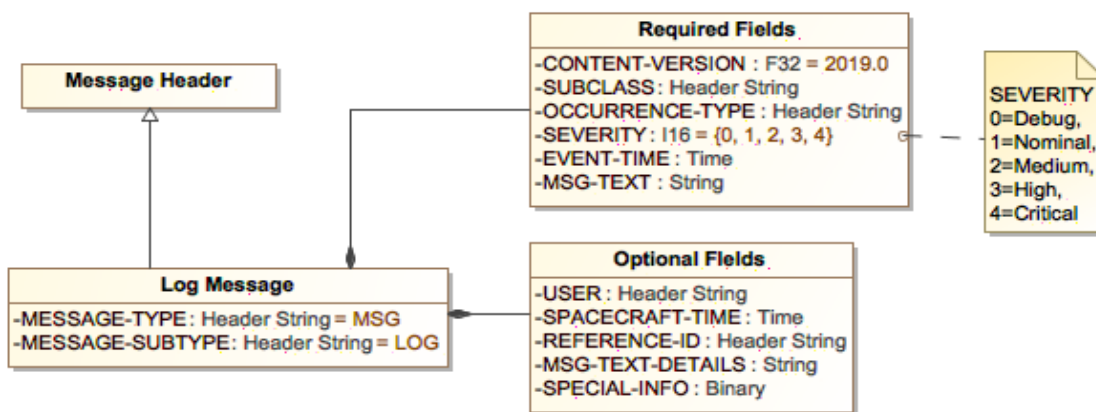 Message Header
Required Fields
-CONTENT-VERSION : F32 = 2019.0
-SUBCLASS: Header String
-OCCURRENCE-TYPE: Header String
-SEVERITY: I16 = {0, 1, 2, 3, 4}
-EVENT-TIME : Time
-MSG-TEXT : String
SEVERITY
0=Debug,
1=Nominal,
2=Medium,
3=High,
4=Critical
Log Message
-MESSAGE-TYPE: Header String = MSG
-MESSAGE-SUBTYPE: Header String = LOG
Optional Fields
-USER : Header String
-SPACECRAFT-TIME: Time
-REFERENCE-ID : Header String
-MSG-TEXT-DETAILS : String
-SPECIAL-INFO : Binary